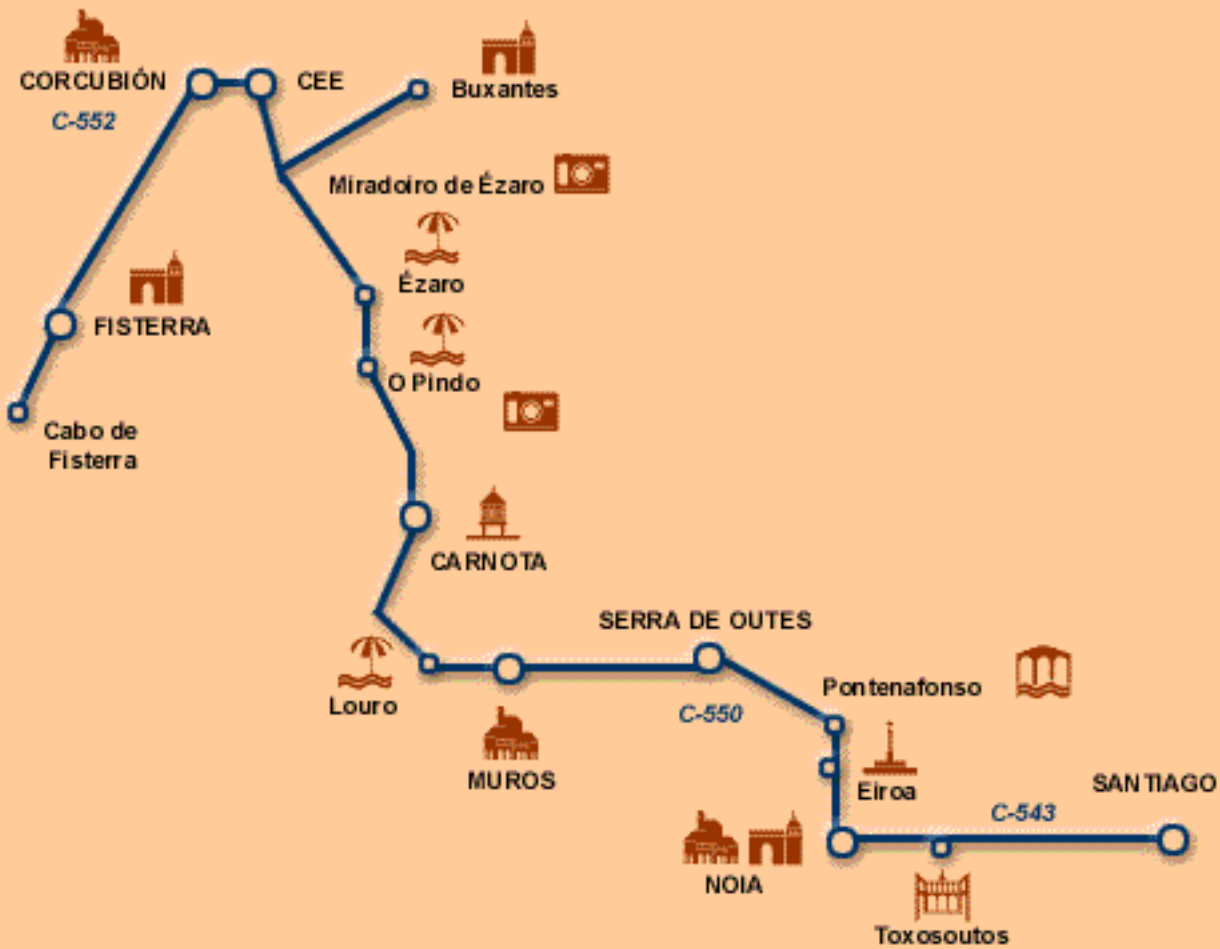 CORCUBIÓN
CEE
Buxantes
C-552
Miradoiro de Ézaro
Ézaro
FISTERRA
O Pindo
Cabo de
Fisterra
CARNOTA
SERRA DE OUTES
Pontenafonso
Louro
C-550
MUROS
Eiroa
SANTIAGO
C-543
NOIA
Toxosoutos